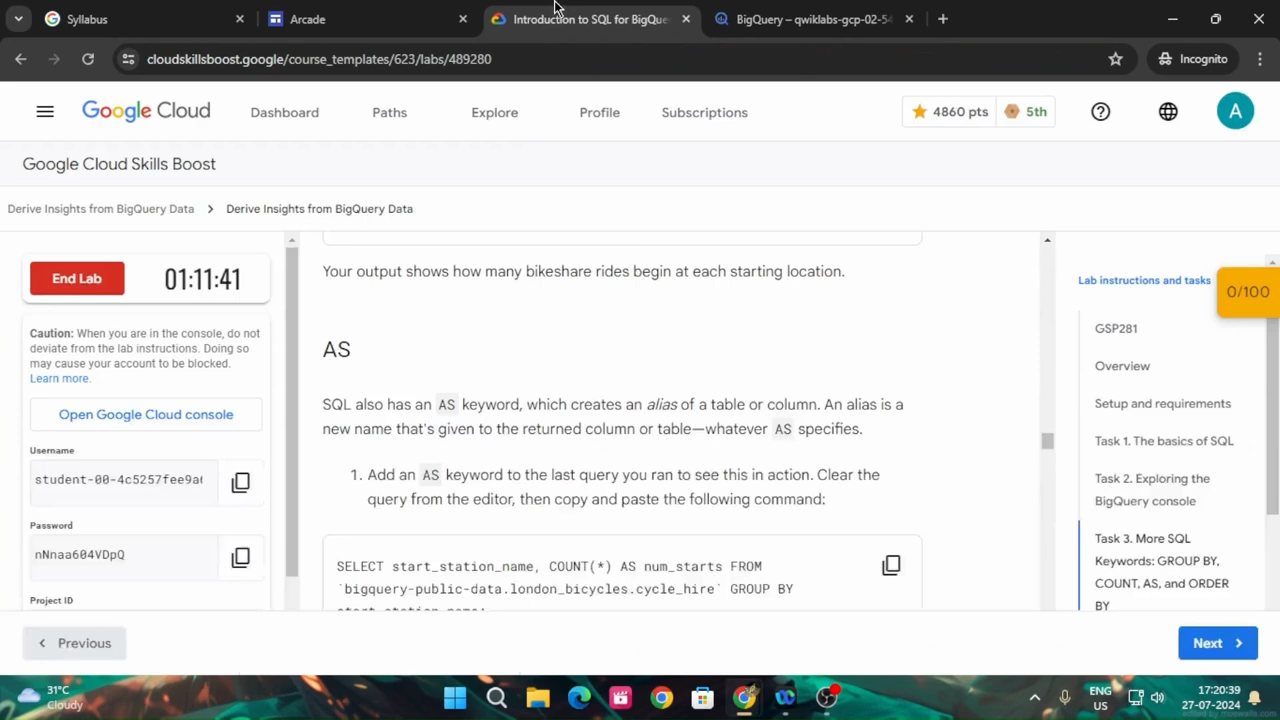 Syllabus
Arcade
Introduction to SQL for BigQue
BigQuery – qwiklabs-gcp-02-54
cloudskillsboost.google/course_templates/623/labs/489280
Incognito
Google Cloud
Dashboard
Paths
Explore
Profile
Subscriptions
4860 pts
5th
A
Google Cloud Skills Boost
Derive Insights from BigQuery Data
Derive Insights from BigQuery Data
End Lab
01:11:41
Caution: When you are in the console, do not
deviate from the lab instructions. Doing so
may cause your account to be blocked.
Learn more.
Open Google Cloud console
Username
student-00-4c5257fee9a
Password
nNnaa604VDpQ
Project ID
Your output shows how many bikeshare rides begin at each starting location.
AS
SQL also has an AS keyword, which creates an alias of a table or column. An alias is a
new name that's given to the returned column or table—whatever AS specifies.
1. Add an AS keyword to the last query you ran to see this in action. Clear the
query from the editor, then copy and paste the following command:
SELECT start_station_name, COUNT(*) AS num_starts FROM
`bigquery-public-data.london_bicycles.cycle_hire` GROUP BY
start_station_name;
Lab instructions and tasks
0/100
GSP281
Overview
Setup and requirements
Task 1. The basics of SQL
Task 2. Exploring the
BigQuery console
Task 3. More SQL
Keywords: GROUP BY,
COUNT, AS, and ORDER
BY
Previous
Next
31°C
Cloudy
ENG
US
17:20:39
27-07-2024